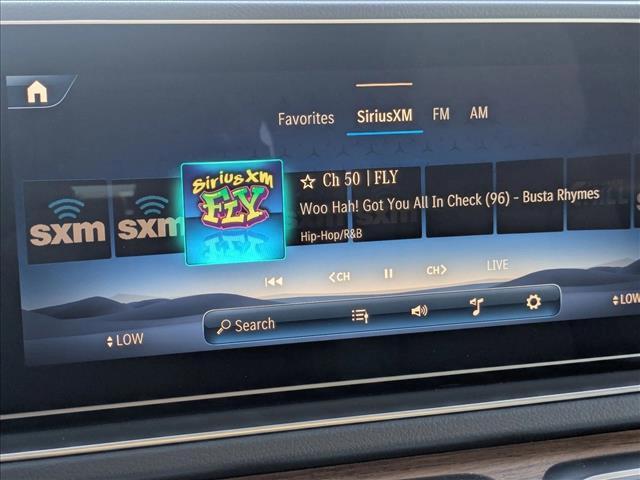 Favorites SiriusXM FM AM
sxm
sxm
SiriusXM
FLY
Ch 50 | FLY
Woo Hah! Got You All In Check (96) - Busta Rhymes
Hip-Hop/R&B
<CH
CH>
LIVE
LOW
Search
LOW